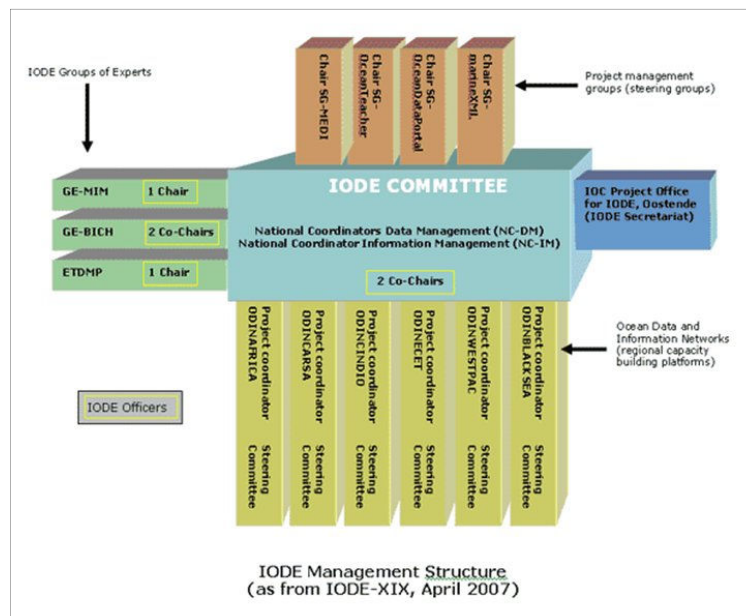 IODE Groups of Experts
Chair SG-MEDI
Chair SG-
OceanTeacher
Chair SG-
OceanDataPortal
Chair SG-
marineXML
Project management
groups (steering groups)
GE-MIM 1 Chair
GE-BICH 2 Co-Chairs
ETDMP 1 Chair
IODE COMMITTEE
National Coordinators Data Management (NC-DM)
National Coordinator Information Management (NC-IM)
2 Co-Chairs
IOC Project Office
for IODE, Oostende
(IODE Secretariat)
Project coordinator
ODINAFRICA
Steering
Committee
Project coordinator
ODINCARSA
Steering
Committee
Project coordinator
ODINCINDIO
Steering
Committee
Project coordinator
ODINECET
Steering
Committee
Project coordinator
ODINWESTPAC
Steering
Committee
Project coordinator
ODINBLACKSEA
Steering
Committee
Ocean Data and
Information Networks
(regional capacity
building platforms)
IODE Officers
IODE Management Structure
(as from IODE-XIX, April 2007)